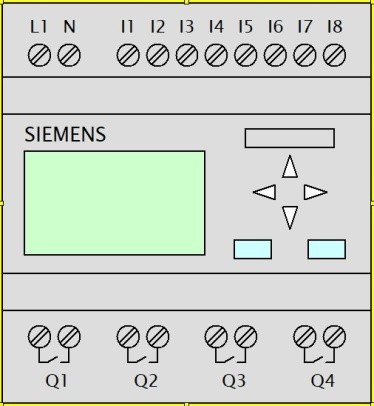 L1 N I1 I2 I3 I4 I5 I6 I7 I8
SIEMENS
Q1 Q2 Q3 Q4